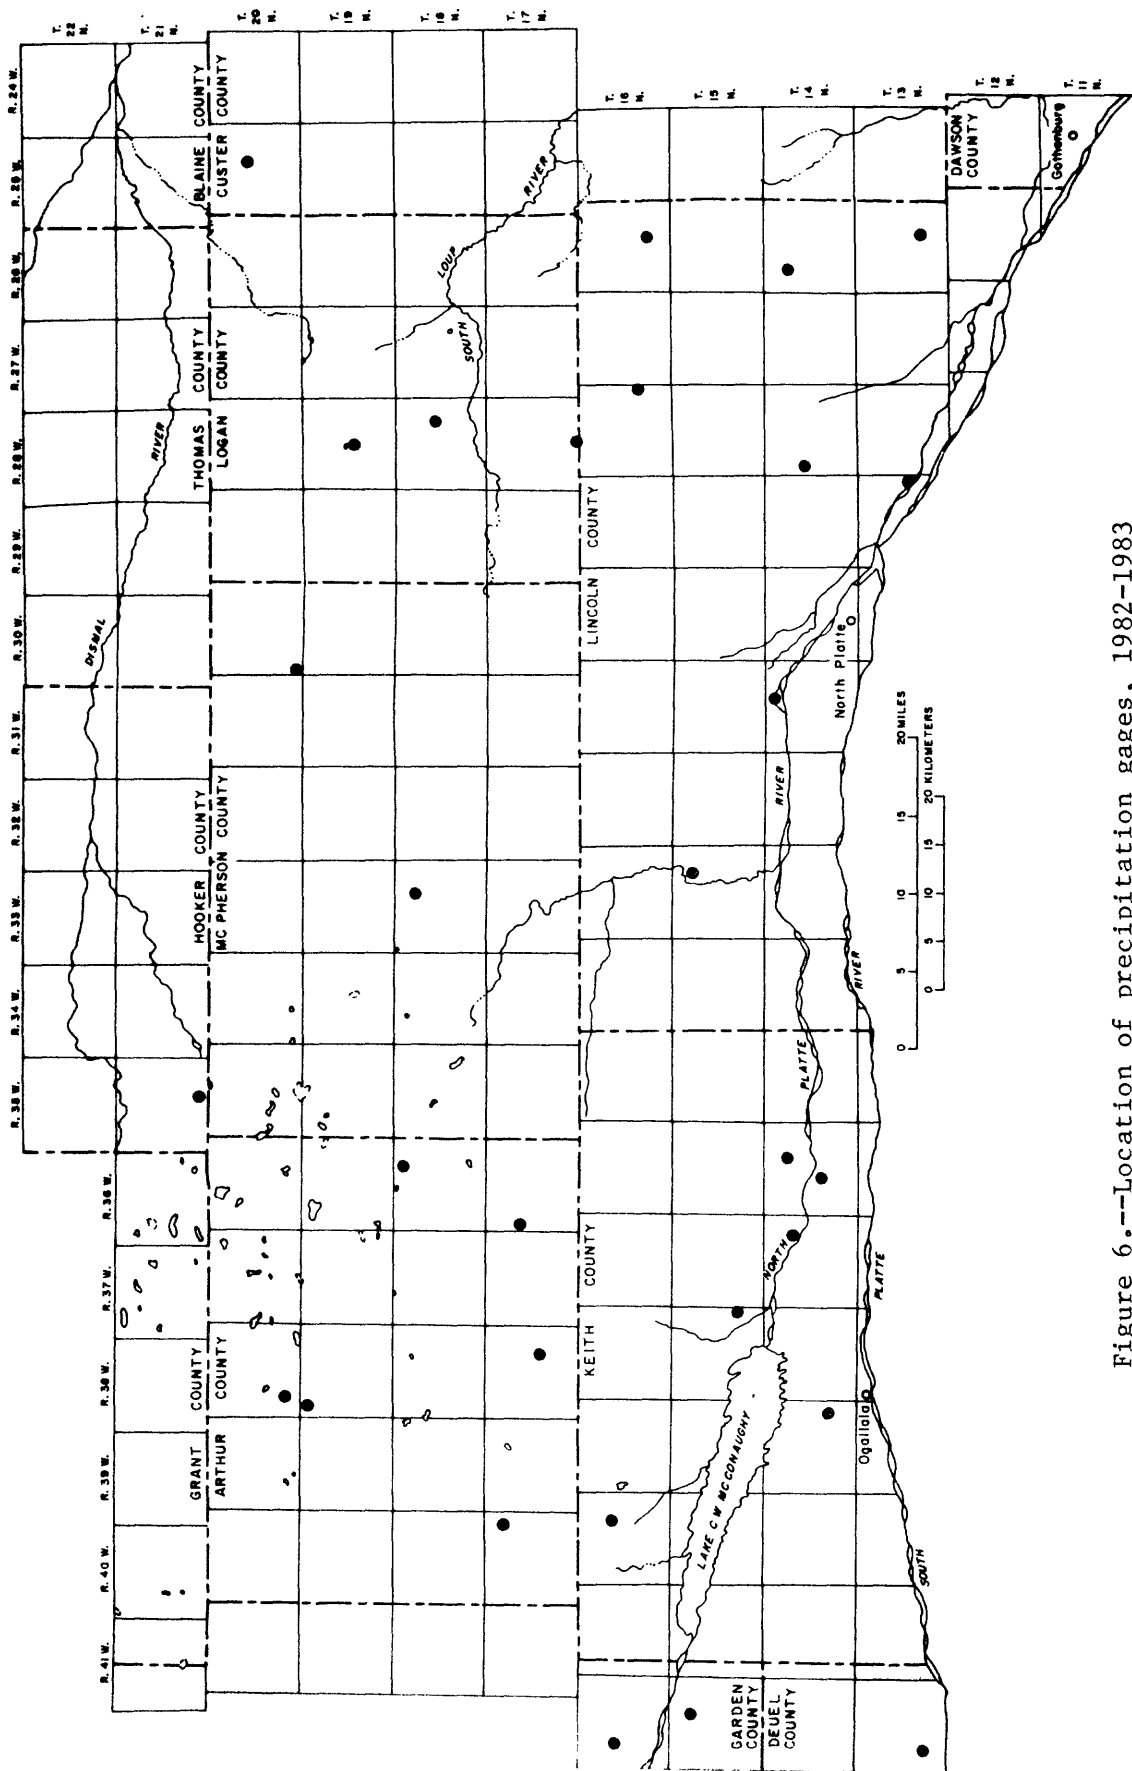 R. 41 W.
R. 40 W.
R. 39 W.
R. 38 W.
R. 37 W.
R. 36 W.
R. 35 W.
R. 34 W.
R. 33 W.
R. 32 W.
R. 31 W.
R. 30 W.
R. 29 W.
R. 28 W.
R. 27 W.
R. 26 W.
R. 25 W.
R. 24 W.
T. 22 N.
T. 21 N.
T. 20 N.
T. 19 N.
T. 18 N.
T. 17 N.
T. 16 N.
T. 15 N.
T. 14 N.
T. 13 N.
T. 12 N.
T. 11 N.
DISMAL
RIVER
GRANT COUNTY
ARTHUR COUNTY
HOOKER COUNTY
MC PHERSON COUNTY
THOMAS COUNTY
LOGAN COUNTY
BLAINE COUNTY
CUSTER COUNTY
SOUTH
LOUP
RIVER
KEITH COUNTY
LINCOLN COUNTY
GARDEN COUNTY
DEUEL COUNTY
DAWSON COUNTY
LAKE C W MCCONAUGHY
NORTH
PLATTE
RIVER
SOUTH
PLATTE
RIVER
Ogallala
North Platte
Gothenburg
0 5 10 15 20 MILES
0 5 10 15 20 KILOMETERS
Figure 6.--Location of precipitation gages, 1982-1983